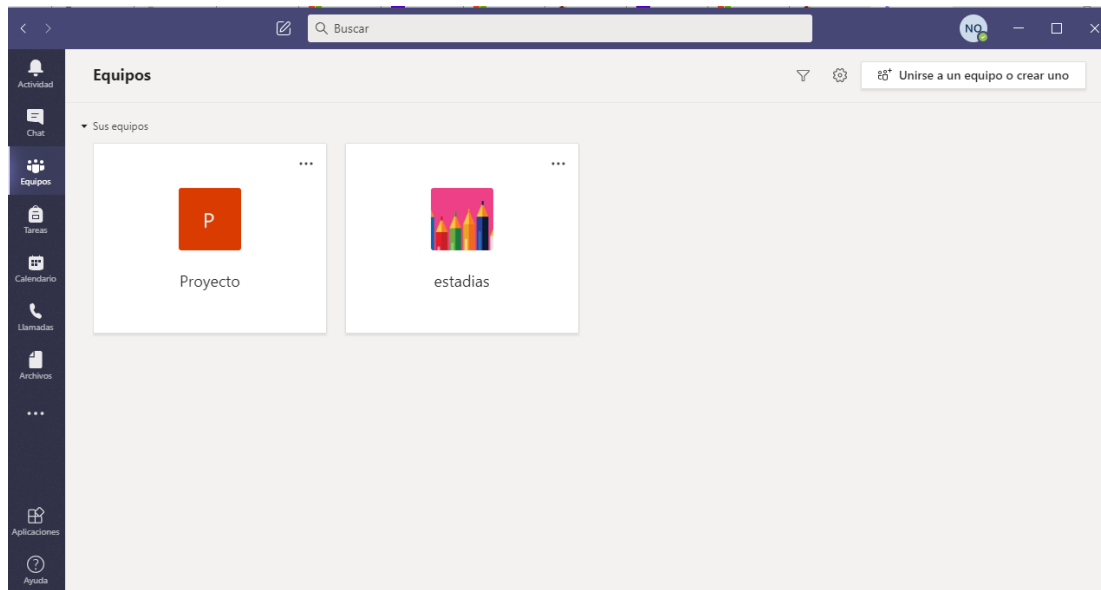 Buscar
NO
Actividad
Chat
Equipos
Tareas
Calendario
Llamadas
Archivos
Aplicaciones
Ayuda
Equipos
Unirse a un equipo o crear uno
Sus equipos
P
Proyecto
estadias